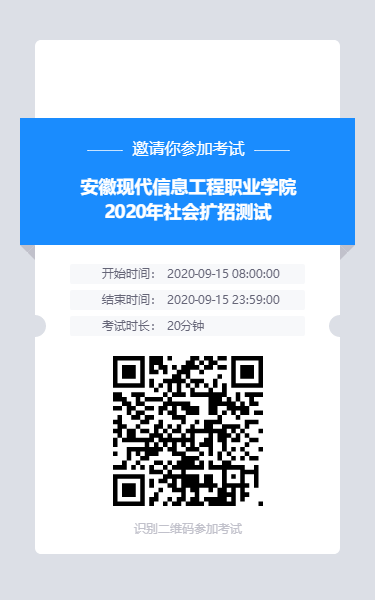 邀请你参加考试
安徽现代信息工程职业学院
2020年社会扩招测试
开始时间： 2020-09-15 08:00:00
结束时间： 2020-09-15 23:59:00
考试时长： 20分钟
识别二维码参加考试